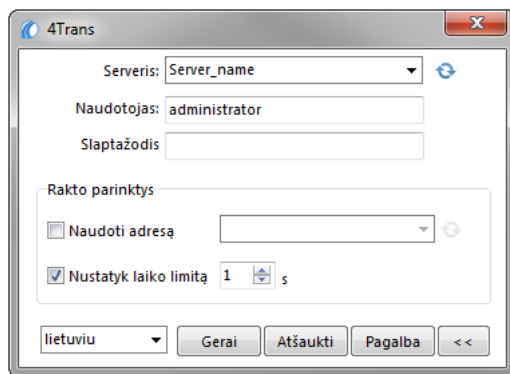 4Trans
Serveris: Server_name
Naudotojas: administrator
Slaptažodis
Rakto parinktys
Naudoti adresą
Nustatyk laiko limitą 1 s
lietuviu Gerai Atšaukti Pagalba <<